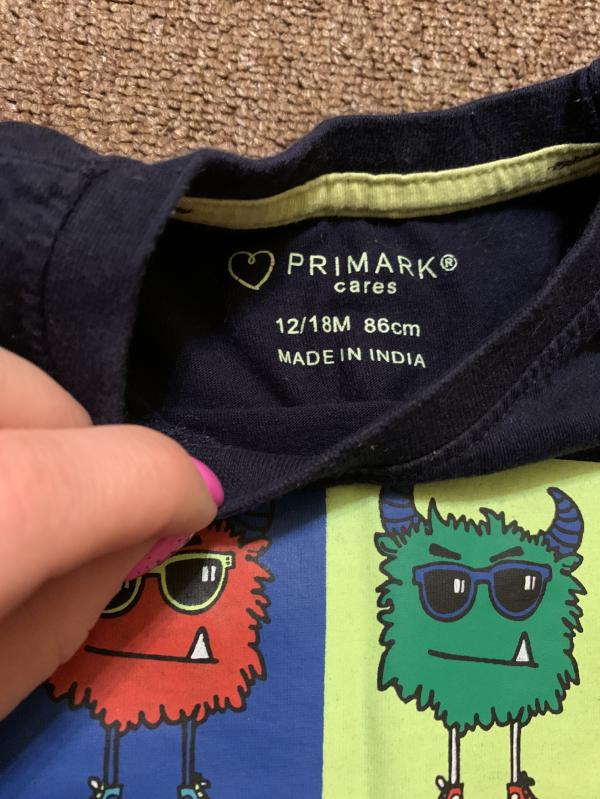 PRIMARK®
cares
12/18M 86cm
MADE IN INDIA